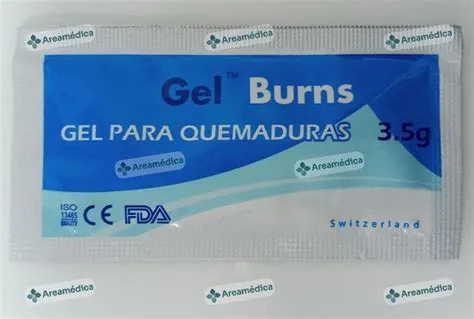 Areamédica Areamédica Areamédica
Gel™ Burns
GEL PARA QUEMADURAS 3.5g
Areamédica Areamédica
ISO
13485
QUALITY
CE FDA
Switzerland
Areamédica Areamédica Areamédica